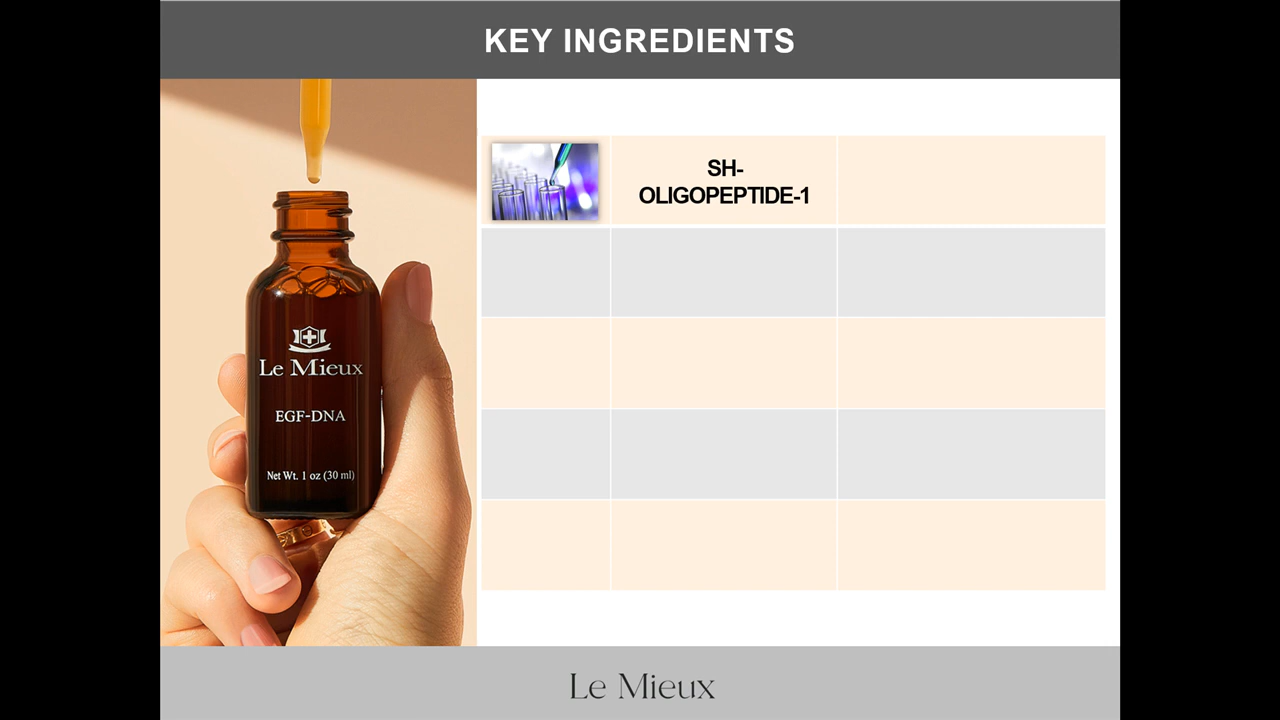 KEY INGREDIENTS
SH-
OLIGOPEPTIDE-1
Le Mieux
EGF-DNA
Net Wt. 1 oz (30 ml)
Le Mieux